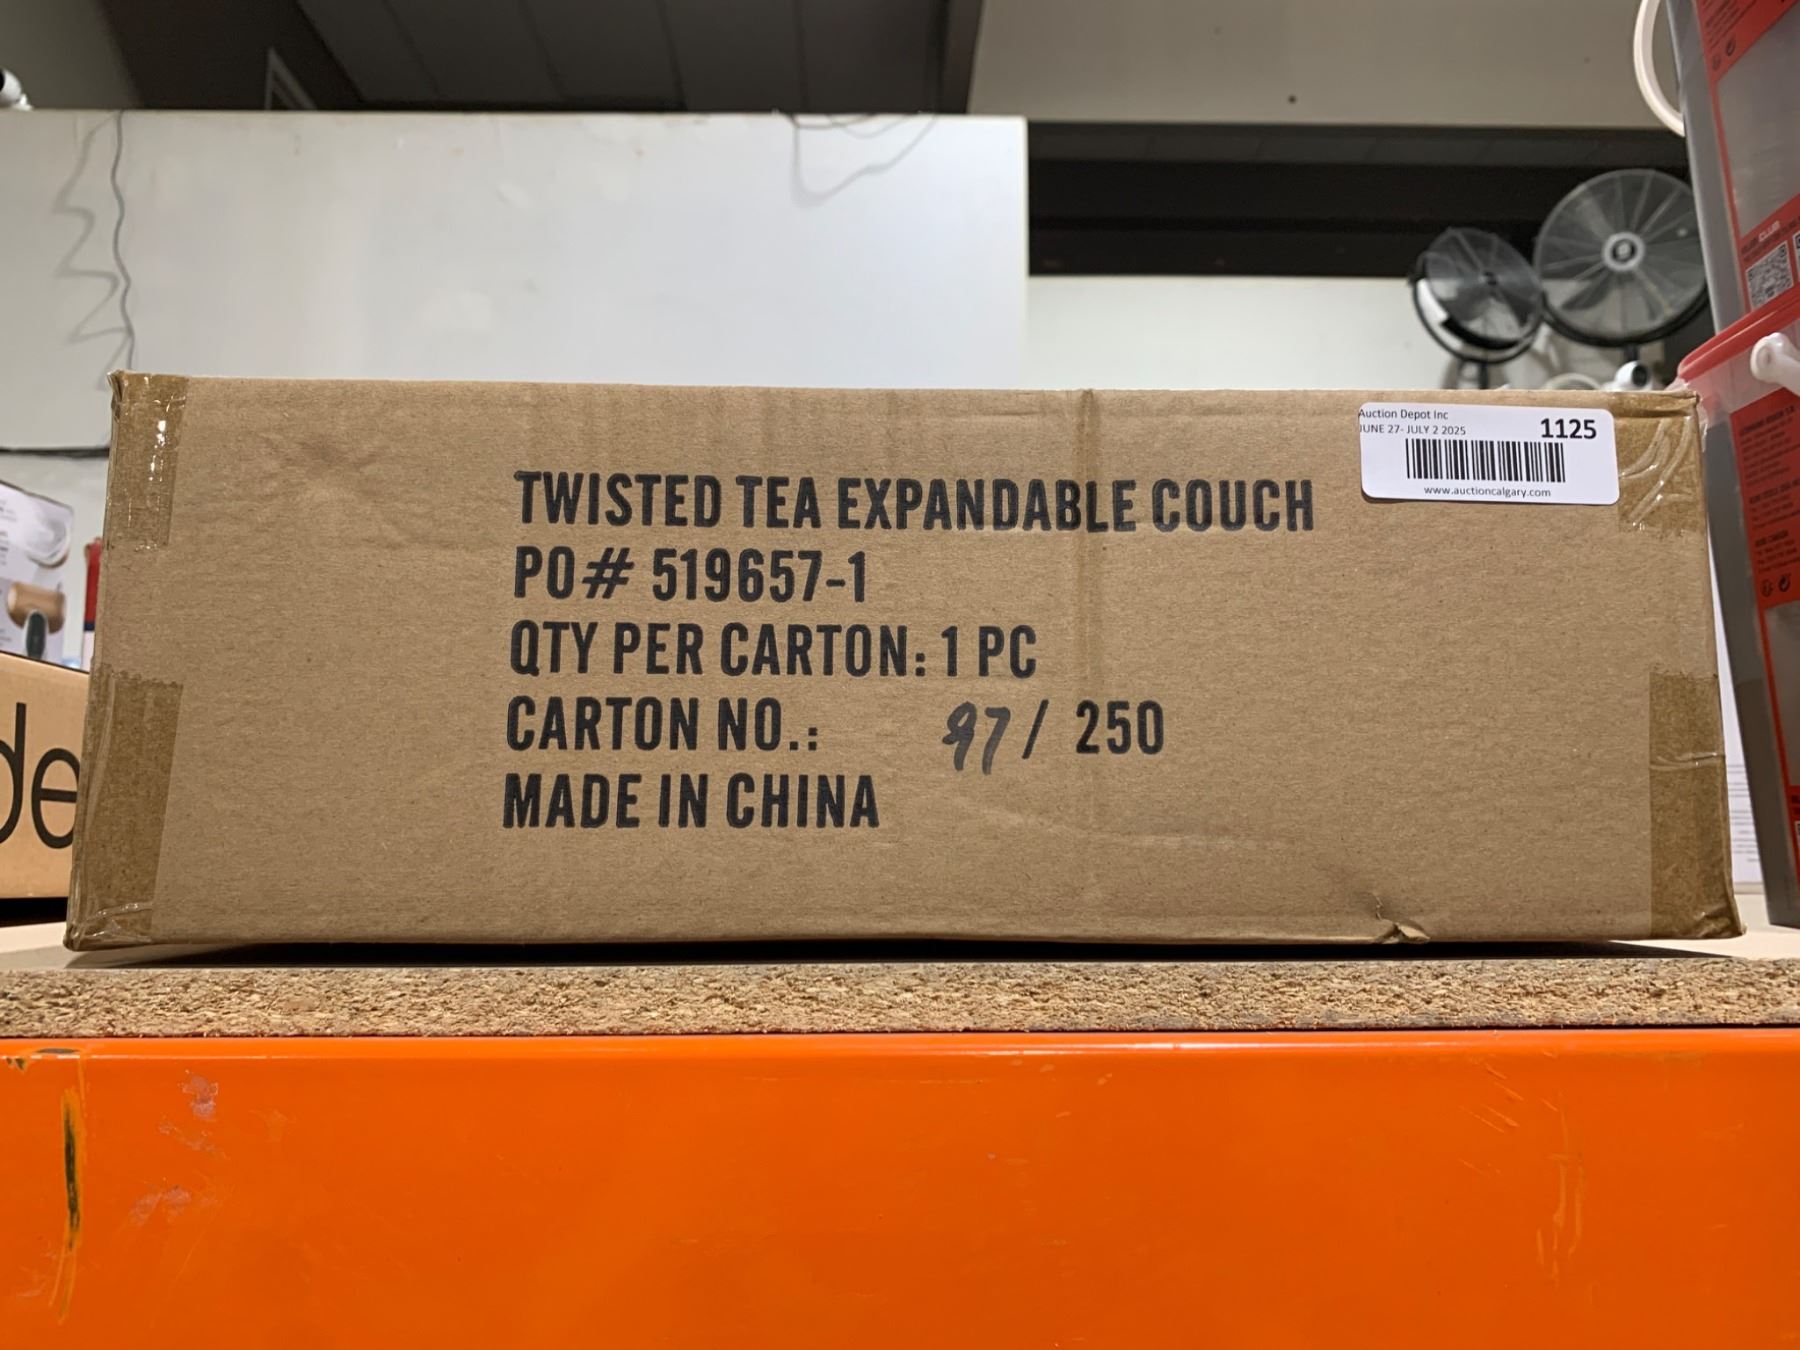 Auction Depot Inc
JUNE 27- JULY 2 2025
1125
www.auctioncalgary.com
TWISTED TEA EXPANDABLE COUCH
PO# 519657-1
QTY PER CARTON: 1 PC
CARTON NO.: 97 / 250
MADE IN CHINA
de